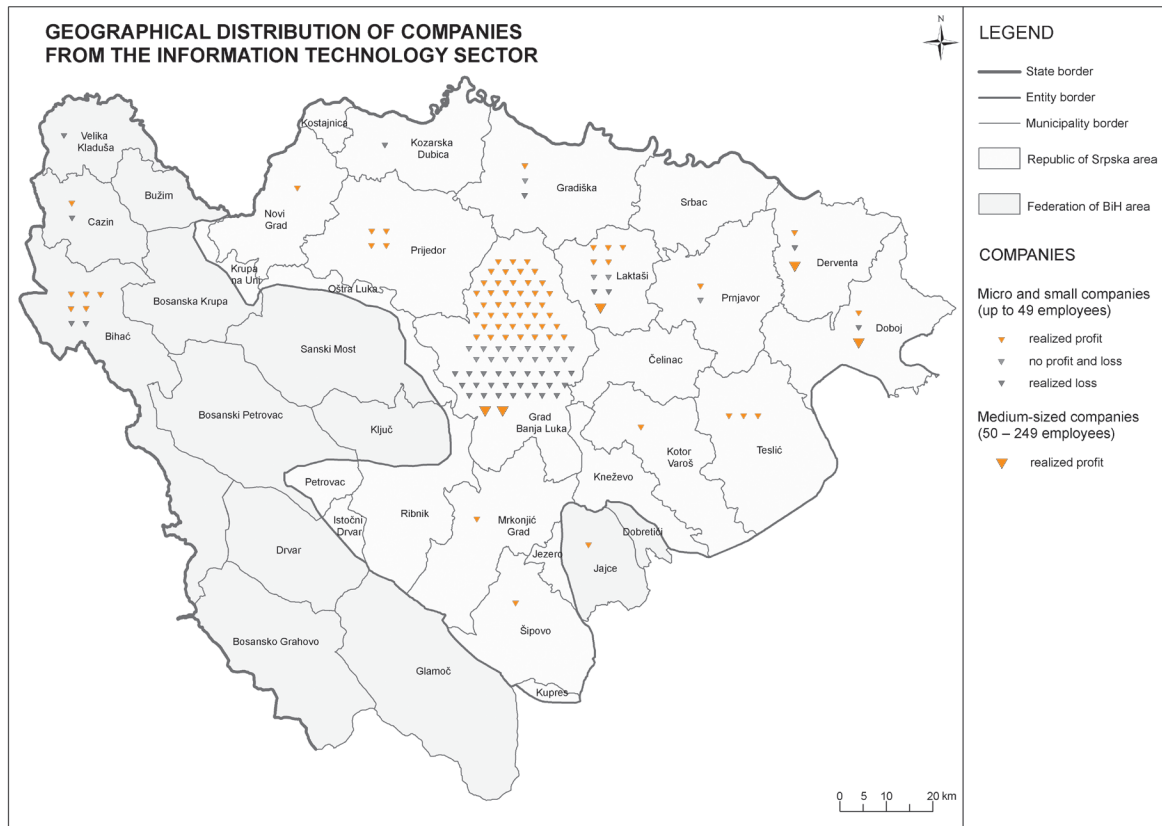 GEOGRAPHICAL DISTRIBUTION OF COMPANIES
FROM THE INFORMATION TECHNOLOGY SECTOR
N
Velika
Kladuša
Bužim
Cazin
Bihać
Bosanska Krupa
Kostajnica
Kozarska
Dubica
Novi
Grad
Krupa
na Uni
Prijedor
Oštra Luka
Gradiška
Srbac
Laktaši
Prnjavor
Derventa
Doboj
Sanski Most
Čelinac
Bosanski Petrovac
Ključ
Grad
Banja Luka
Kotor
Varoš
Teslić
Kneževo
Petrovac
Istočni
Drvar
Ribnik
Mrkonjić
Grad
Dobretići
Jezero
Jajce
Drvar
Šipovo
Bosansko Grahovo
Glamoč
Kupres
0 5 10 20 km
LEGEND
State border
Entity border
Municipality border
Republic of Srpska area
Federation of BiH area
COMPANIES
Micro and small companies
(up to 49 employees)
realized profit
no profit and loss
realized loss
Medium-sized companies
(50 – 249 employees)
realized profit